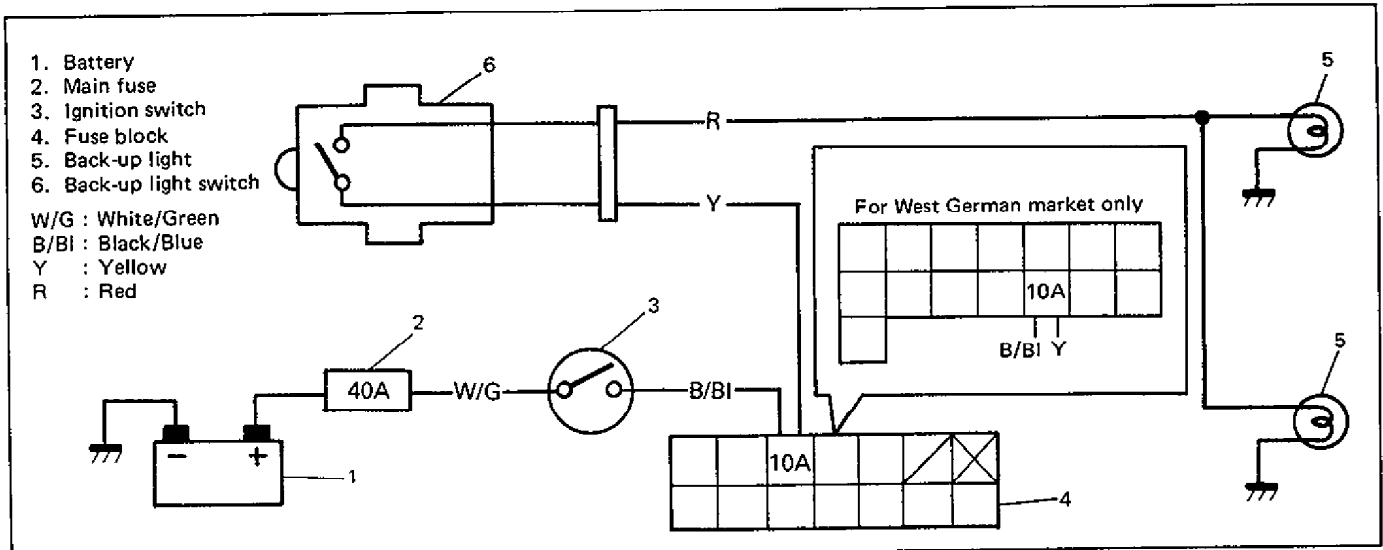 1. Battery
2. Main fuse
3. Ignition switch
4. Fuse block
5. Back-up light
6. Back-up light switch
W/G : White/Green
B/Bl : Black/Blue
Y : Yellow
R : Red
6
5
R
Y
For West German market only
10A
B/Bl Y
2
3
5
40A
W/G
B/Bl
10A
− +
1
4